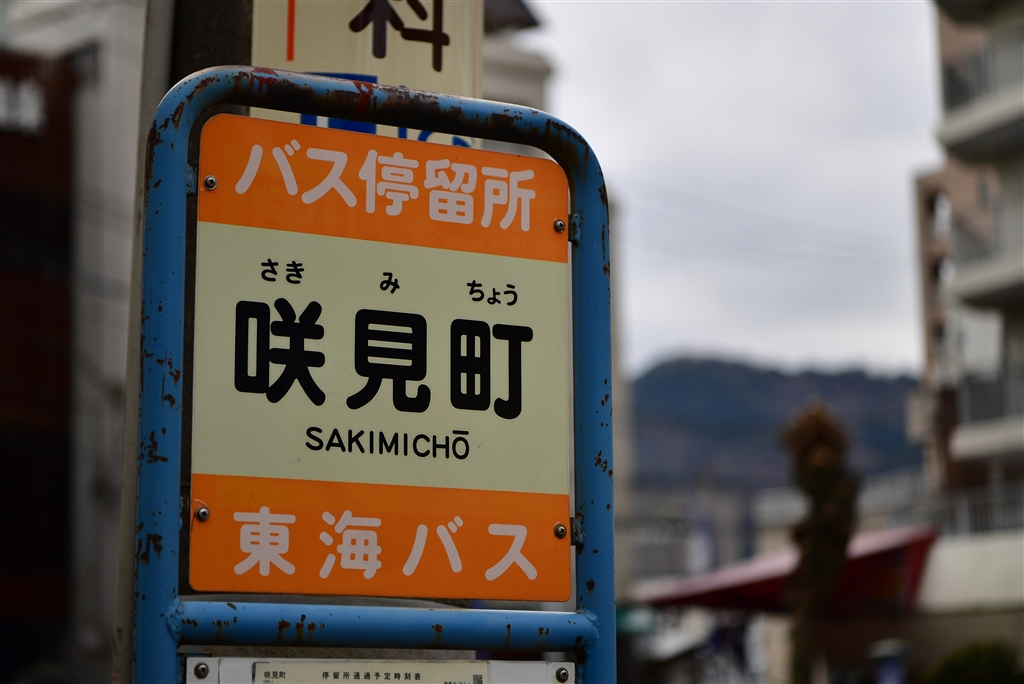 科
バス停留所
さき み ちょう
咲見町
SAKIMICHŌ
東海バス
咲見町 停留所通過予定時刻表